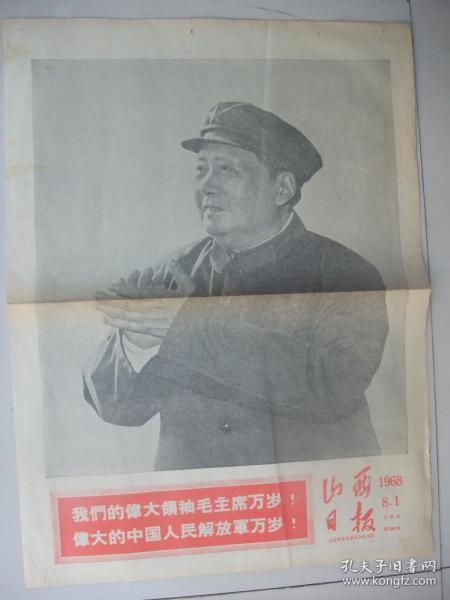 我們的偉大領袖毛主席万岁！
偉大的中国人民解放軍万岁！
山西日报
1968
8.1
孔夫子旧书网
book.kongfz.com